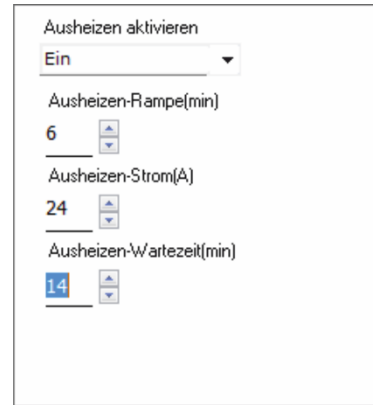 Ausheizen aktivieren
Ein
Ausheizen-Rampe(min)
6
Ausheizen-Strom(A)
24
Ausheizen-Wartezeit(min)
14